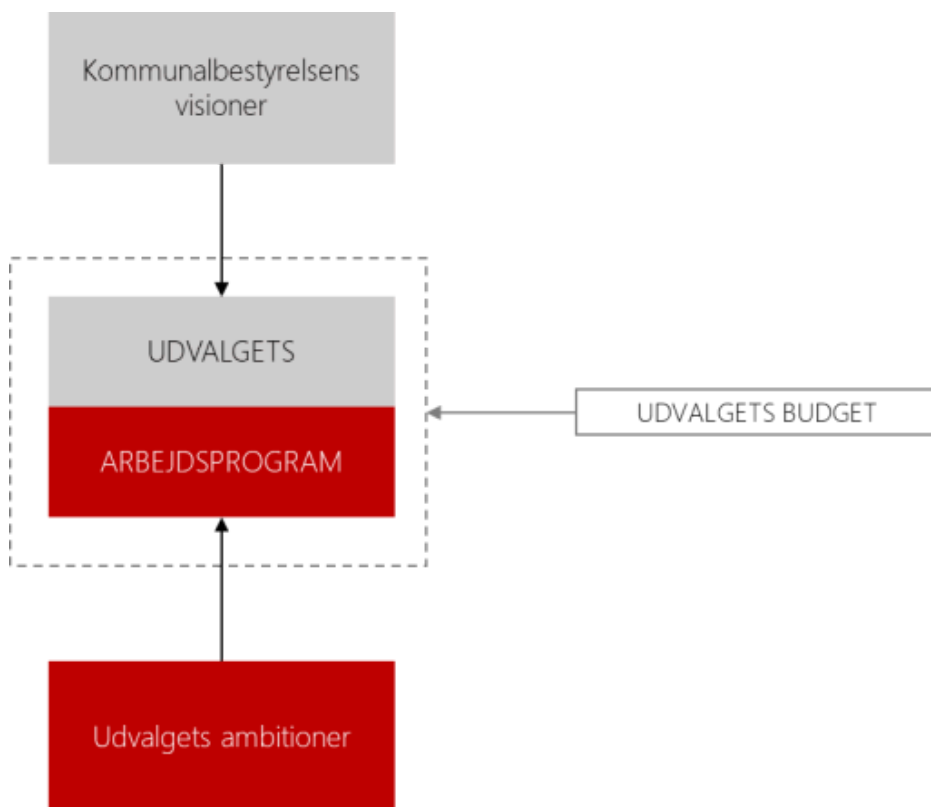 Kommunalbestyrelsens
visioner
UDVALGETS
ARBEJDSPROGRAM
UDVALGETS BUDGET
Udvalgets ambitioner